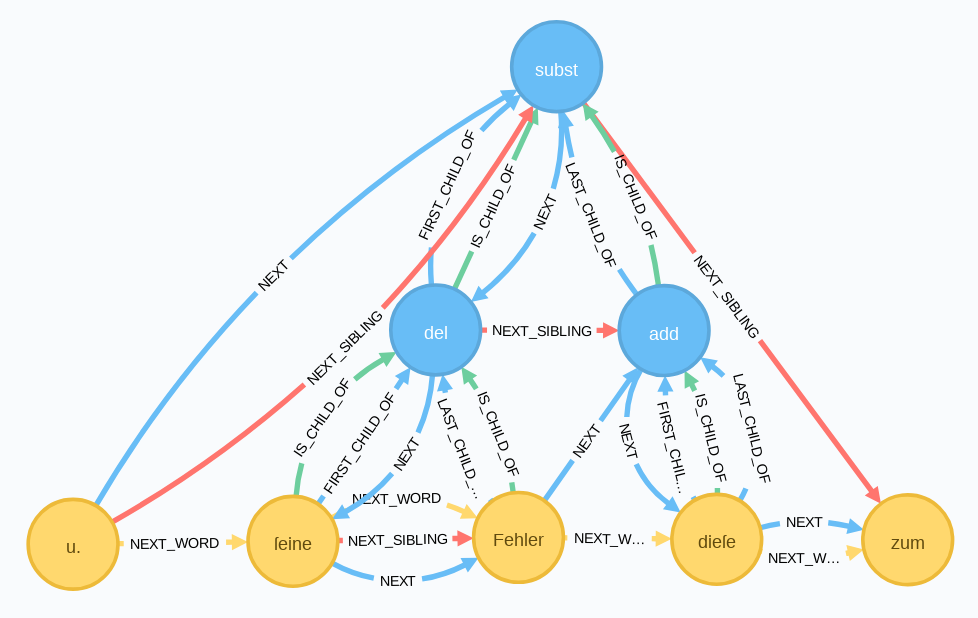 subst
FIRST_CHILD_OF
IS_CHILD_OF
NEXT
LAST_CHILD_OF
IS_CHILD_OF
NEXT
NEXT_SIBLING
NEXT_SIBLING
del
NEXT_SIBLING
add
IS_CHILD_OF
FIRST_CHILD_OF
NEXT
LAST_CHILD_...
IS_CHILD_OF
NEXT
NEXT
FIRST_CHIL...
IS_CHILD_OF
LAST_CHILD_OF
NEXT_WORD
u.
NEXT_WORD
ſeine
NEXT_SIBLING
Fehler
NEXT_W...
dieſe
NEXT
NEXT_W...
zum
NEXT